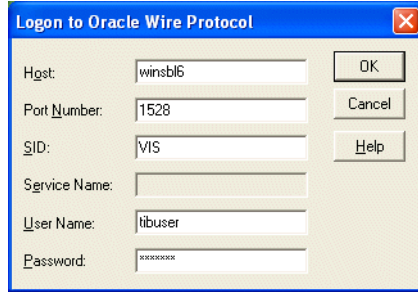 Logon to Oracle Wire Protocol
Host: winsbl6 OK
Port Number: 1528 Cancel
SID: VIS Help
Service Name:
User Name: tibuser
Password: *******